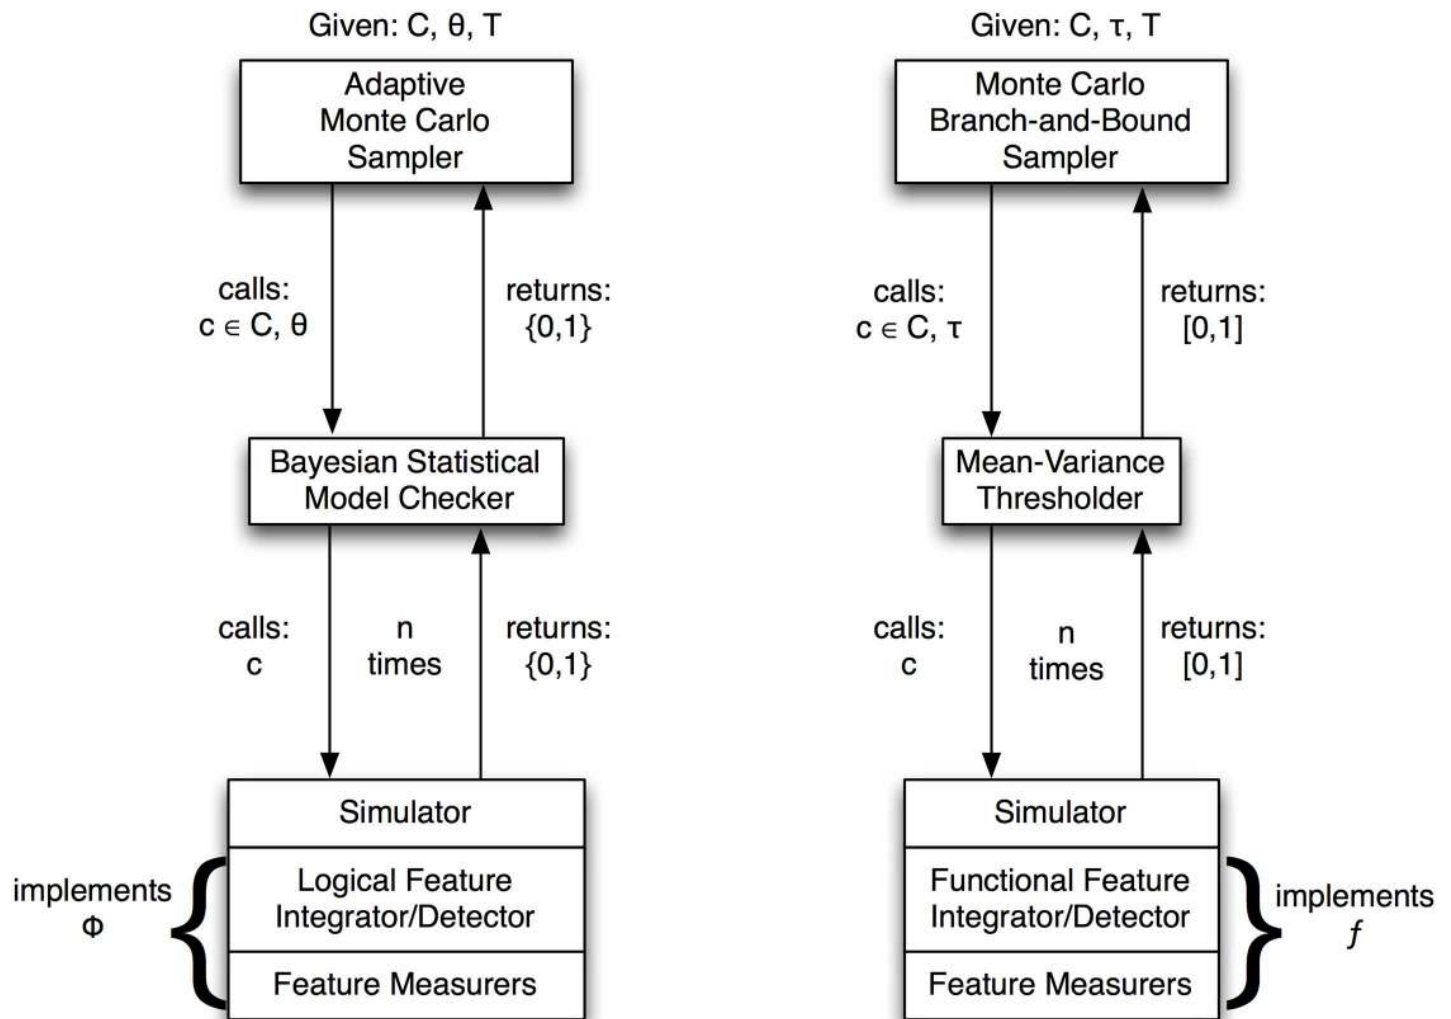 Given: C, θ, T
Adaptive
Monte Carlo
Sampler
calls:
c ∈ C, θ
returns:
{0,1}
Bayesian Statistical
Model Checker
calls:
c
n
times
returns:
{0,1}
Simulator
Logical Feature
Integrator/Detector
Feature Measurers
implements
Φ
Given: C, τ, T
Monte Carlo
Branch-and-Bound
Sampler
calls:
c ∈ C, τ
returns:
[0,1]
Mean-Variance
Thresholder
calls:
c
n
times
returns:
[0,1]
Simulator
Functional Feature
Integrator/Detector
Feature Measurers
implements
f